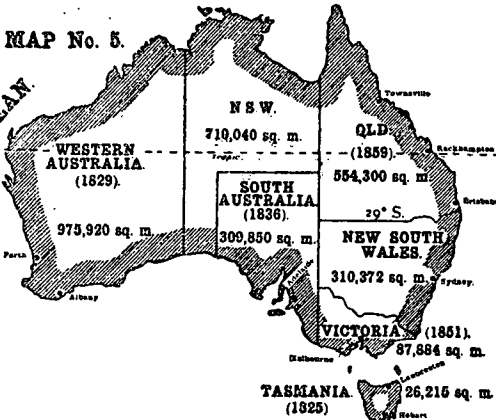 MAP No. 5.
Townsville
N.S.W.
710,040 sq. m.
QLD.
(1859).
Rockhampton
Tropic
554,300 sq. m.
WESTERN
AUSTRALIA.
(1829).
SOUTH
AUSTRALIA.
(1836).
Brisbane
29° S.
975,920 sq. m.
309,850 sq. m.
NEW SOUTH
WALES.
Perth
310,372 sq. m.
Adelaide
Sydney.
Albany
VICTORIA. (1851).
87,884 sq. m.
Melbourne
Launceston
TASMANIA.
(1825)
26,215 sq. m.
Hobart